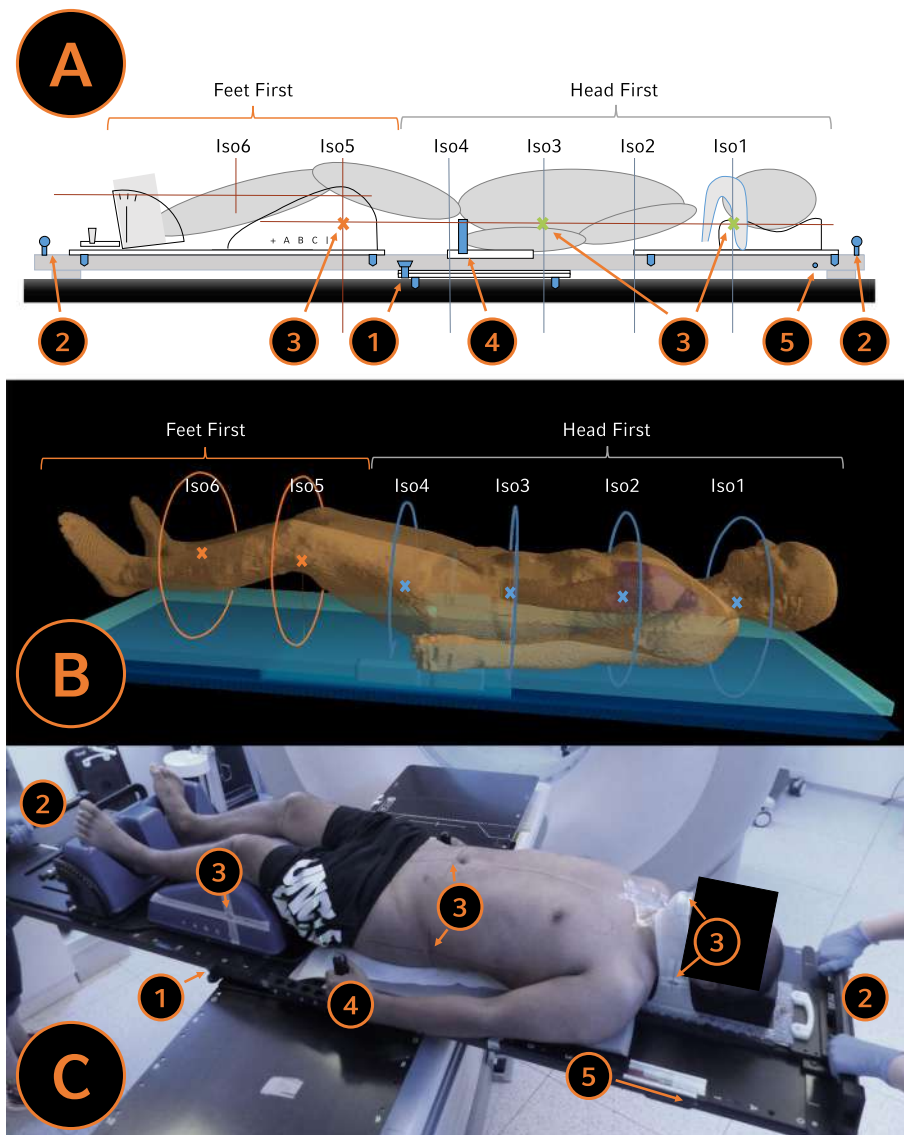 A
Feet First
Head First
Iso6
Iso5
Iso4
Iso3
Iso2
Iso1
+ A B C
2
3
1
4
3
5
2
Feet First
Head First
Iso6
Iso5
Iso4
Iso3
Iso2
Iso1
B
2
3
3
3
1
4
2
5
C